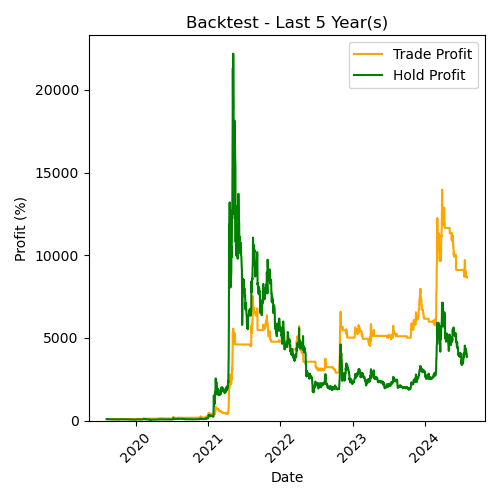 Backtest - Last 5 Year(s)
Trade Profit
Hold Profit
Profit (%)
20000
15000
10000
5000
0
2020
2021
2022
2023
2024
Date